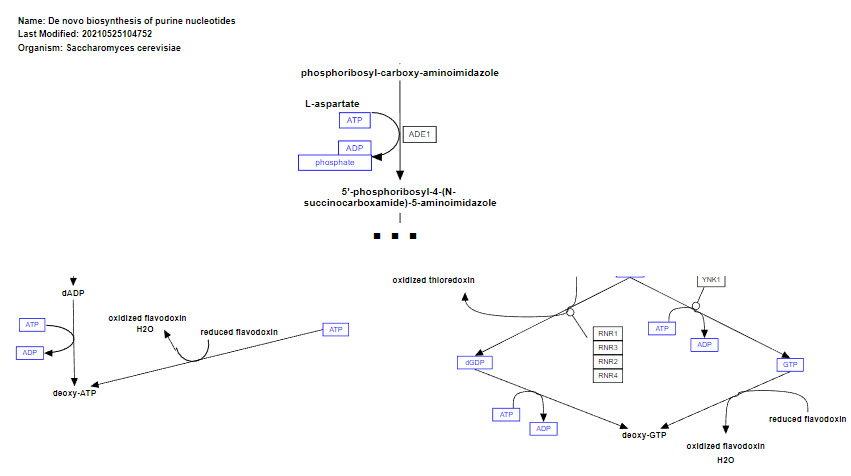 Name: De novo biosynthesis of purine nucleotides
Last Modified: 20210525104752
Organism: Saccharomyces cerevisiae
phosphoribosyl-carboxy-aminoimidazole
L-aspartate
ATP
ADE1
ADP
phosphate
5'-phosphoribosyl-4-(N-
succinocarboxamide)-5-aminoimidazole
dADP
ATP
ADP
deoxy-ATP
oxidized flavodoxin
H2O
reduced flavodoxin
ATP
oxidized thioredoxin
YNK1
RNR1
RNR3
RNR2
RNR4
ATP
ADP
dGDP
GTP
ATP
ADP
deoxy-GTP
reduced flavodoxin
oxidized flavodoxin
H2O